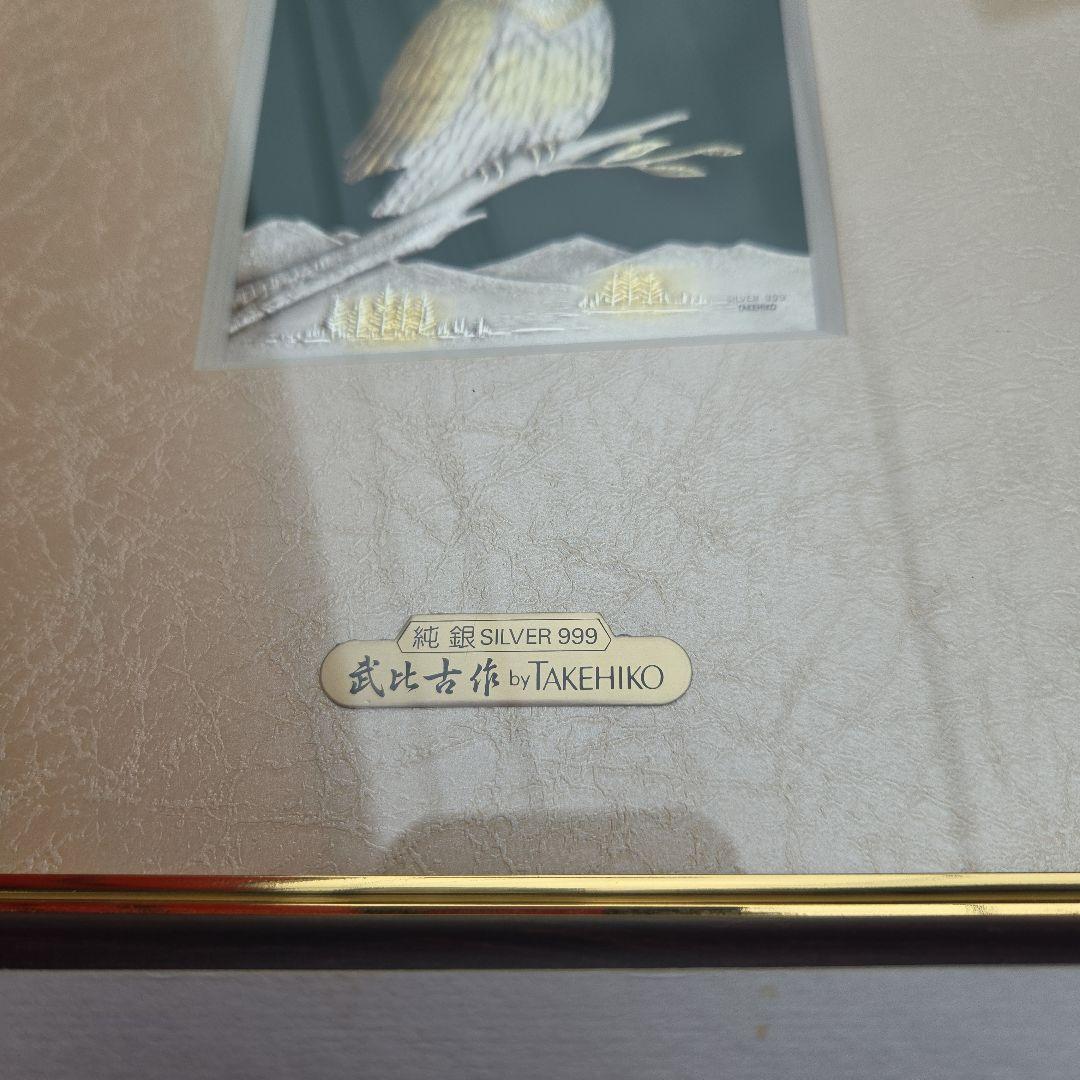 SILVER 999
TAKEHIKO
純銀 SILVER 999
武比古作 by TAKEHIKO